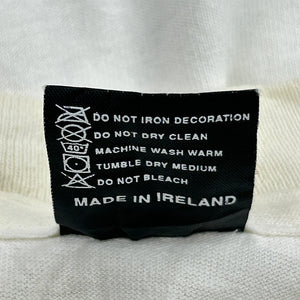 DO NOT IRON DECORATION
DO NOT DRY CLEAN
40° MACHINE WASH WARM
TUMBLE DRY MEDIUM
DO NOT BLEACH
MADE IN IRELAND